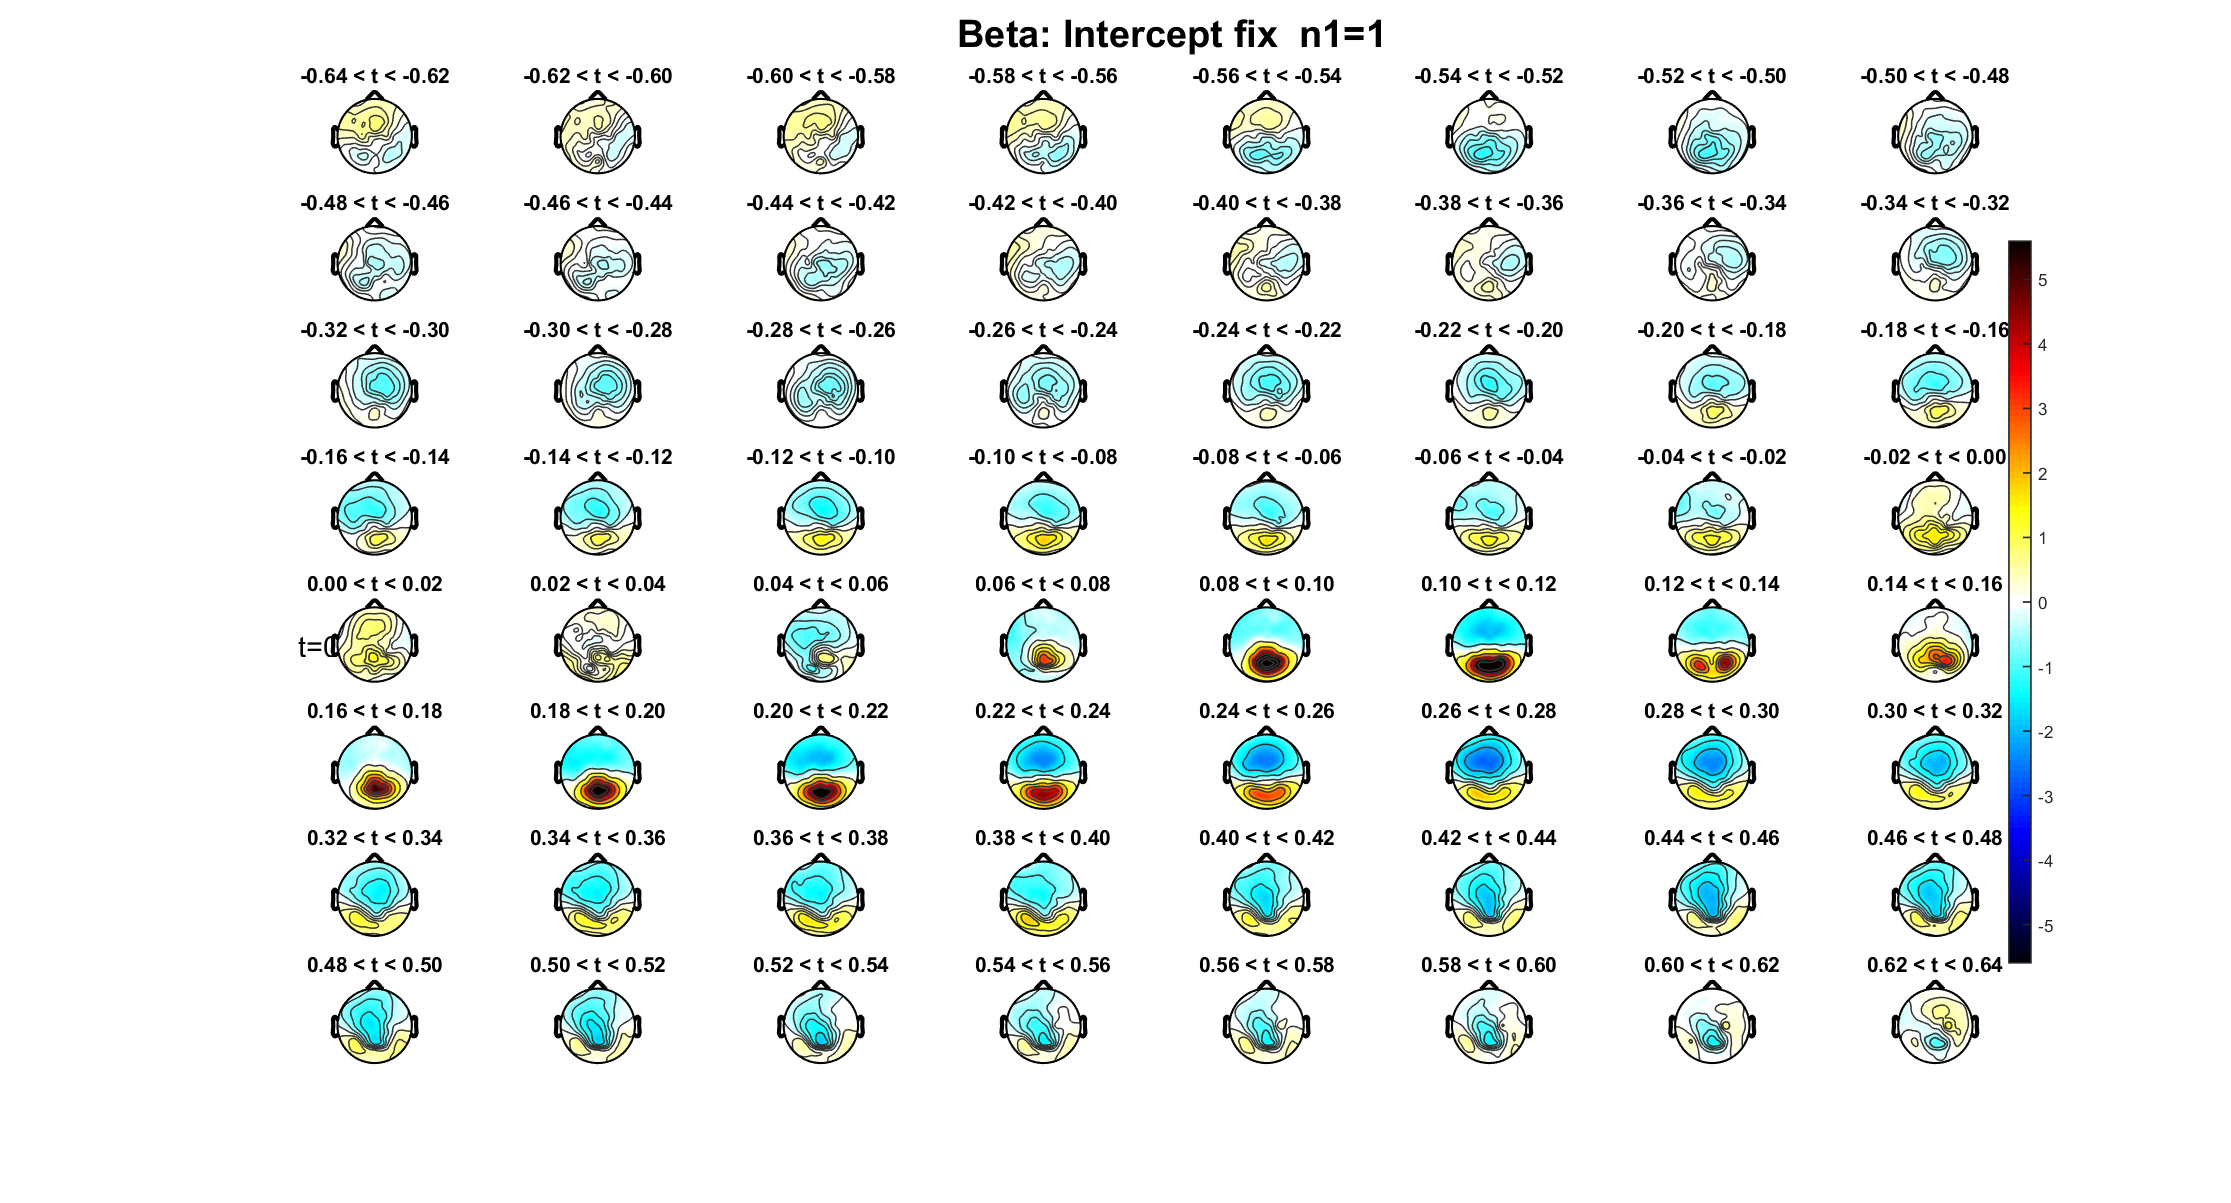 Beta: Intercept fix  n1=1
-0.64 < t < -0.62 -0.62 < t < -0.60 -0.60 < t < -0.58 -0.58 < t < -0.56 -0.56 < t < -0.54 -0.54 < t < -0.52 -0.52 < t < -0.50 -0.50 < t < -0.48
-0.48 < t < -0.46 -0.46 < t < -0.44 -0.44 < t < -0.42 -0.42 < t < -0.40 -0.40 < t < -0.38 -0.38 < t < -0.36 -0.36 < t < -0.34 -0.34 < t < -0.32
-0.32 < t < -0.30 -0.30 < t < -0.28 -0.28 < t < -0.26 -0.26 < t < -0.24 -0.24 < t < -0.22 -0.22 < t < -0.20 -0.20 < t < -0.18 -0.18 < t < -0.16
-0.16 < t < -0.14 -0.14 < t < -0.12 -0.12 < t < -0.10 -0.10 < t < -0.08 -0.08 < t < -0.06 -0.06 < t < -0.04 -0.04 < t < -0.02 -0.02 < t < 0.00
0.00 < t < 0.02 0.02 < t < 0.04 0.04 < t < 0.06 0.06 < t < 0.08 0.08 < t < 0.10 0.10 < t < 0.12 0.12 < t < 0.14 0.14 < t < 0.16
t=0
0.16 < t < 0.18 0.18 < t < 0.20 0.20 < t < 0.22 0.22 < t < 0.24 0.24 < t < 0.26 0.26 < t < 0.28 0.28 < t < 0.30 0.30 < t < 0.32
0.32 < t < 0.34 0.34 < t < 0.36 0.36 < t < 0.38 0.38 < t < 0.40 0.40 < t < 0.42 0.42 < t < 0.44 0.44 < t < 0.46 0.46 < t < 0.48
0.48 < t < 0.50 0.50 < t < 0.52 0.52 < t < 0.54 0.54 < t < 0.56 0.56 < t < 0.58 0.58 < t < 0.60 0.60 < t < 0.62 0.62 < t < 0.64
5
4
3
2
1
0
-1
-2
-3
-4
-5